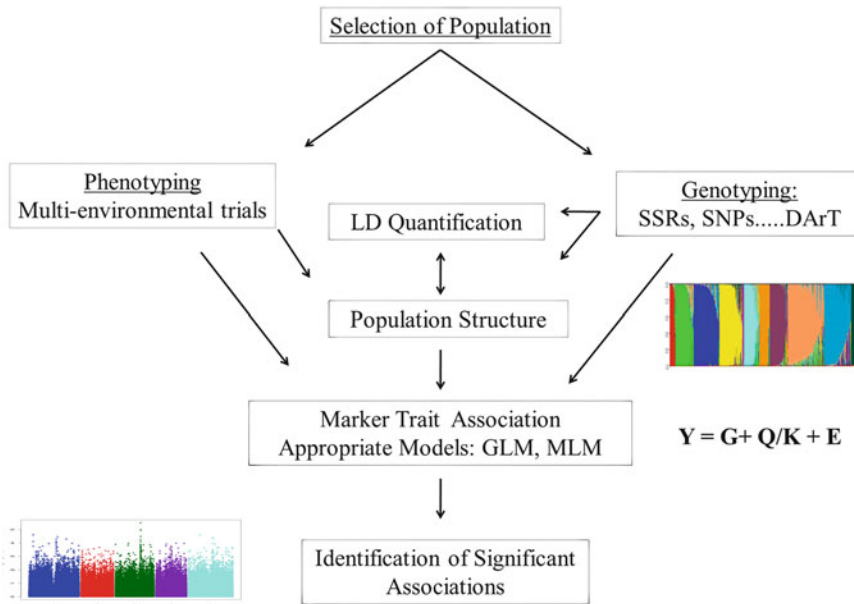 Selection of Population
Phenotyping
Multi-environmental trials
Genotyping:
SSRs, SNPs.....DArT
LD Quantification
Population Structure
Marker Trait Association
Appropriate Models: GLM, MLM
Y = G+ Q/K + E
Identification of Significant
Associations